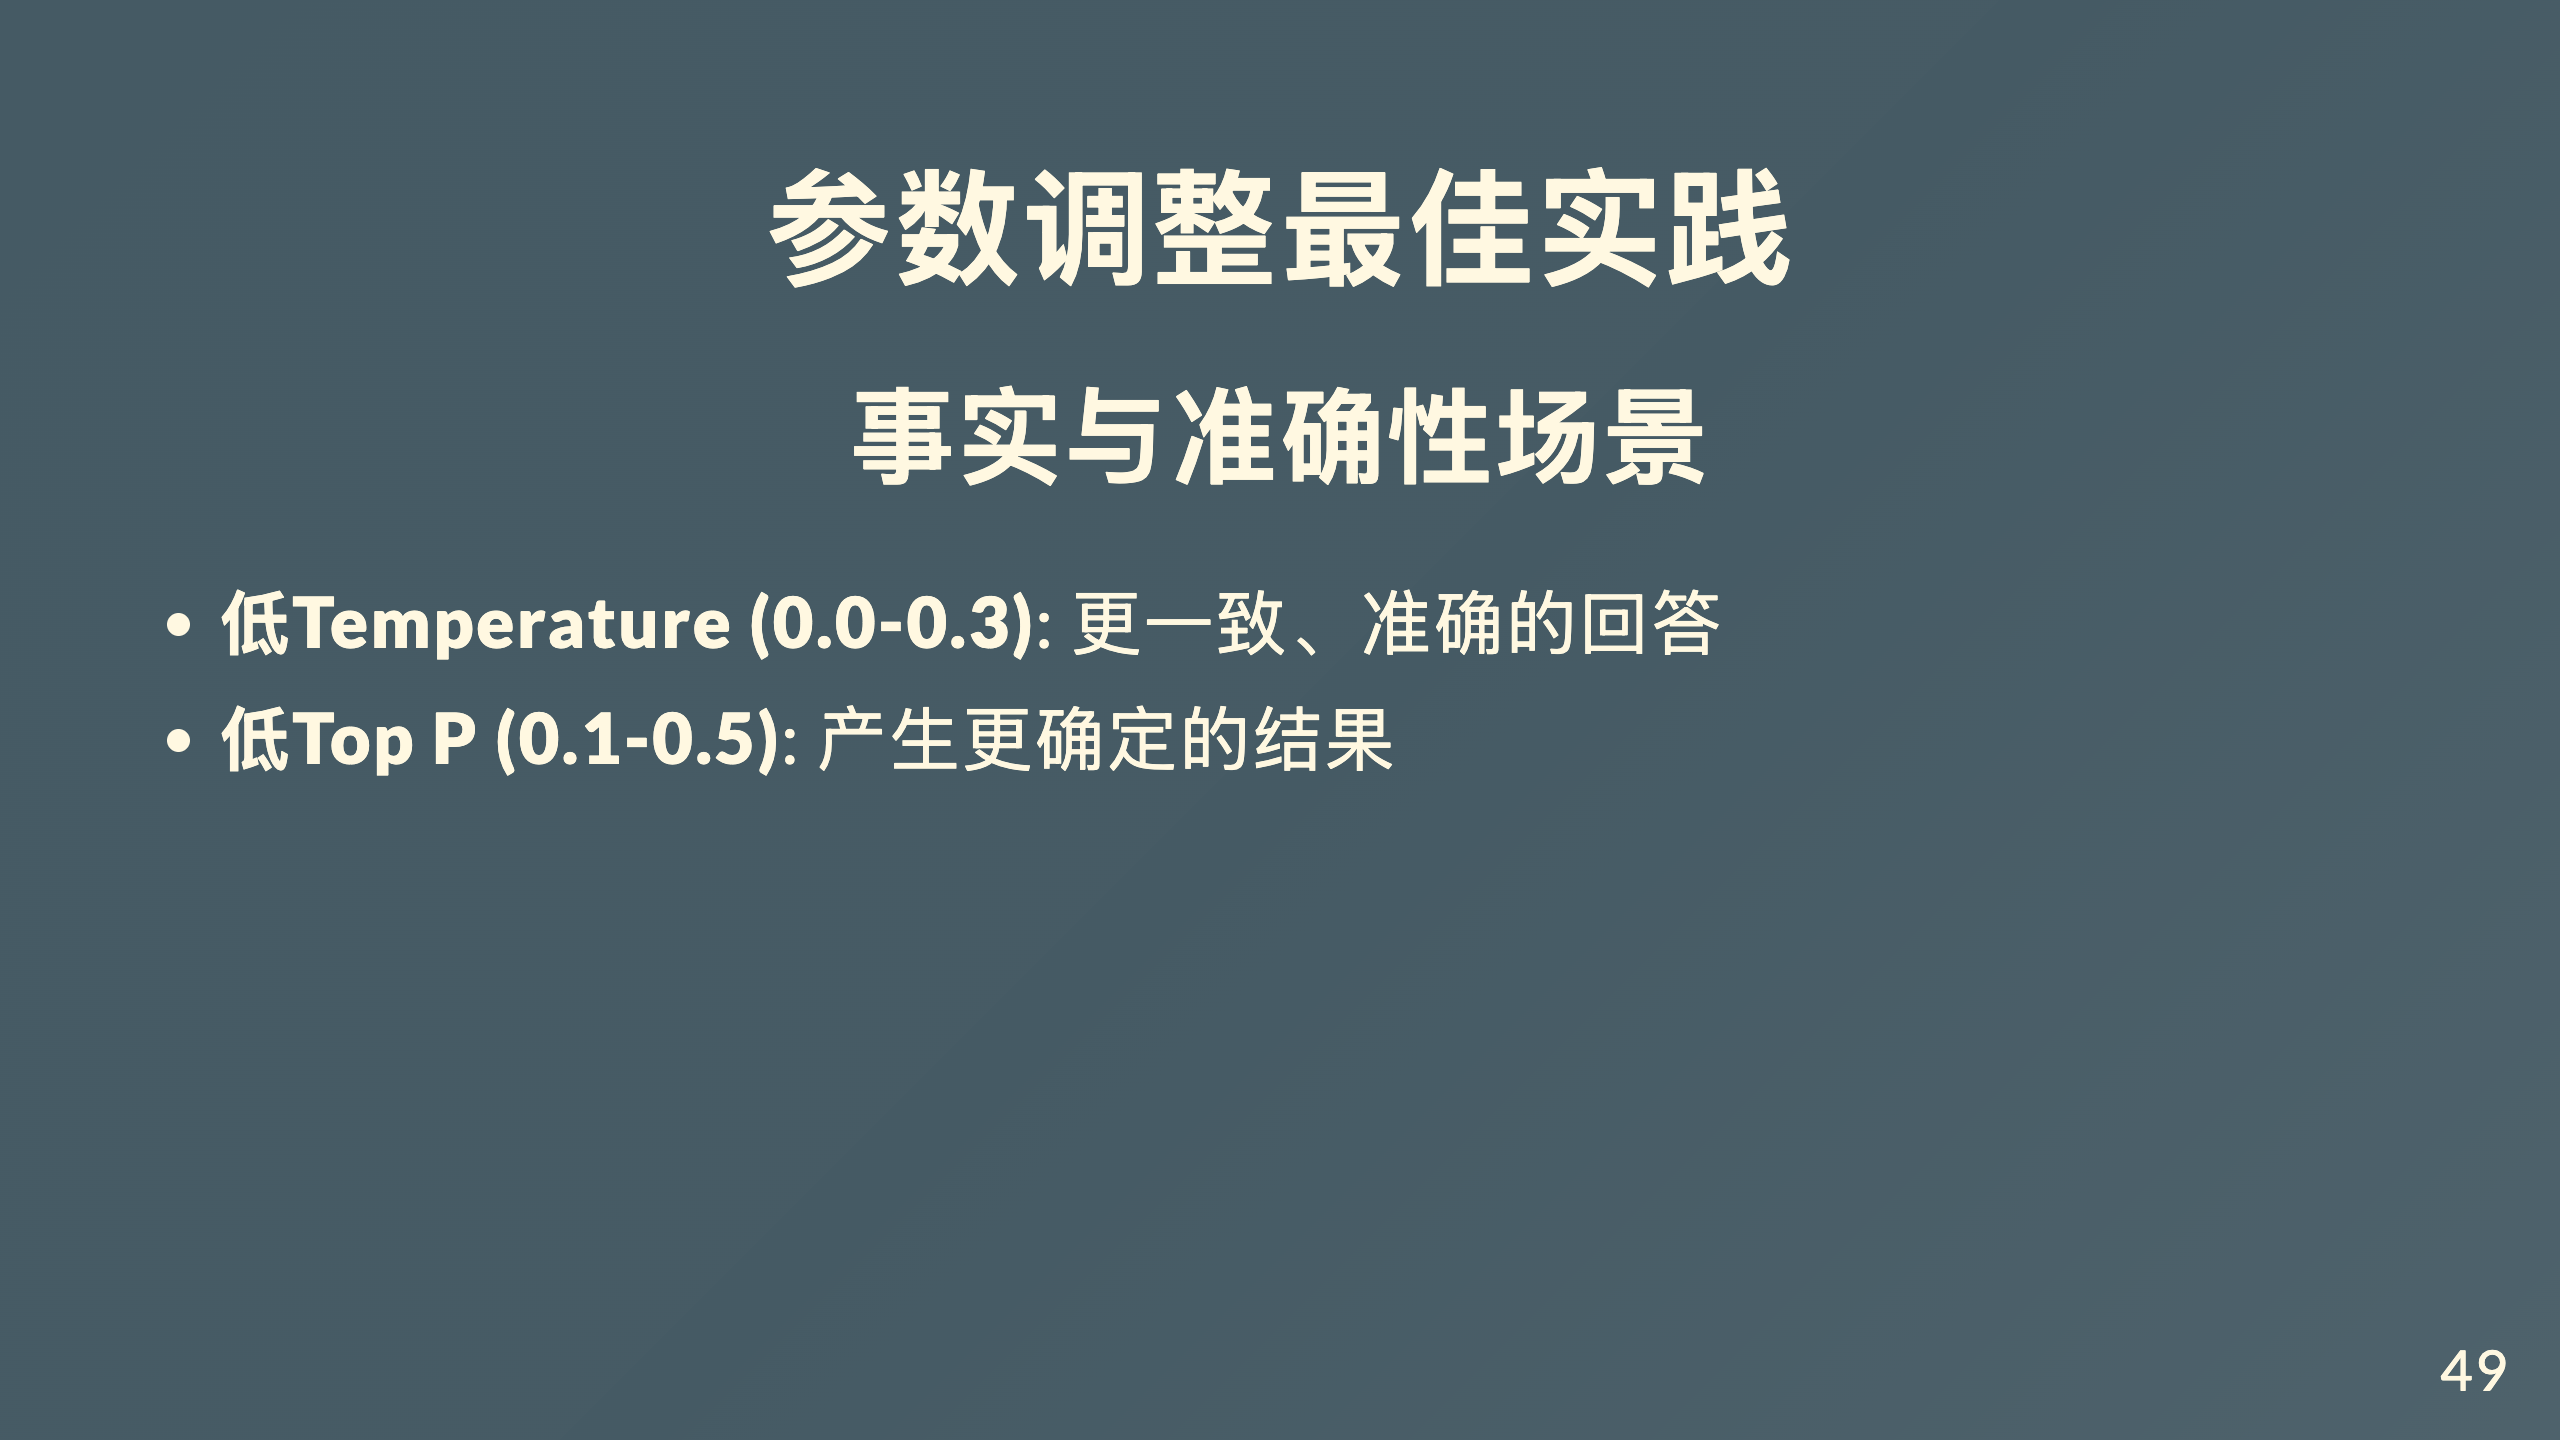 参数调整最佳实践
事实与准确性场景
• 低Temperature (0.0-0.3): 更一致、准确的回答
• 低Top P (0.1-0.5): 产生更确定的结果
49